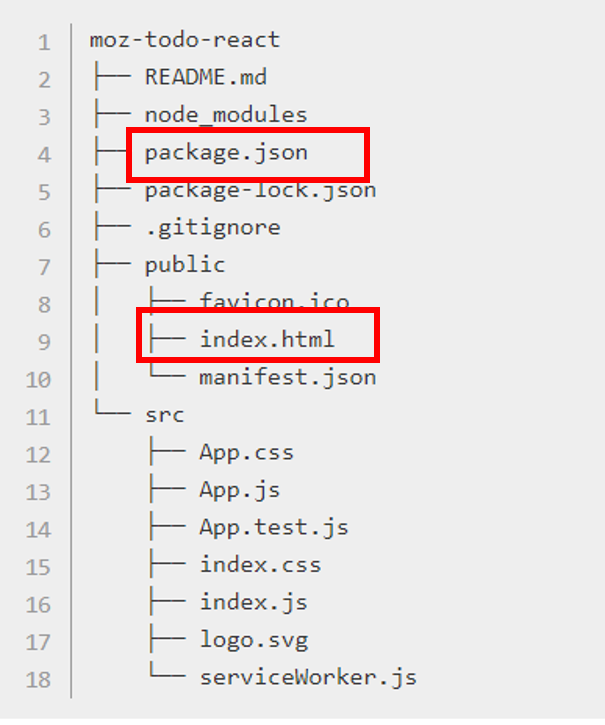 1 moz-todo-react
2 ├── README.md
3 ├── node_modules
4 ├── package.json
5 ├── package-lock.json
6 ├── .gitignore
7 ├── public
8 │   ├── favicon.ico
9 │   ├── index.html
10 │   └── manifest.json
11 └── src
12     ├── App.css
13     ├── App.js
14     ├── App.test.js
15     ├── index.css
16     ├── index.js
17     ├── logo.svg
18     └── serviceWorker.js